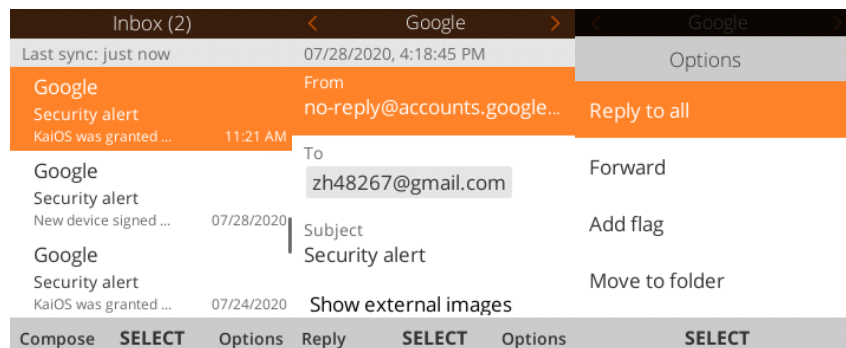 Inbox (2)
Last sync: just now
Google
Security alert
KaiOS was granted ... 11:21 AM
Google
Security alert
New device signed ... 07/28/2020
Google
Security alert
KaiOS was granted ... 07/24/2020
Compose SELECT Options
< Google >
07/28/2020, 4:18:45 PM
From
no-reply@accounts.google...
To
zh48267@gmail.com
Subject
Security alert
Show external images
Reply SELECT Options
< Google >
Options
Reply to all
Forward
Add flag
Move to folder
SELECT